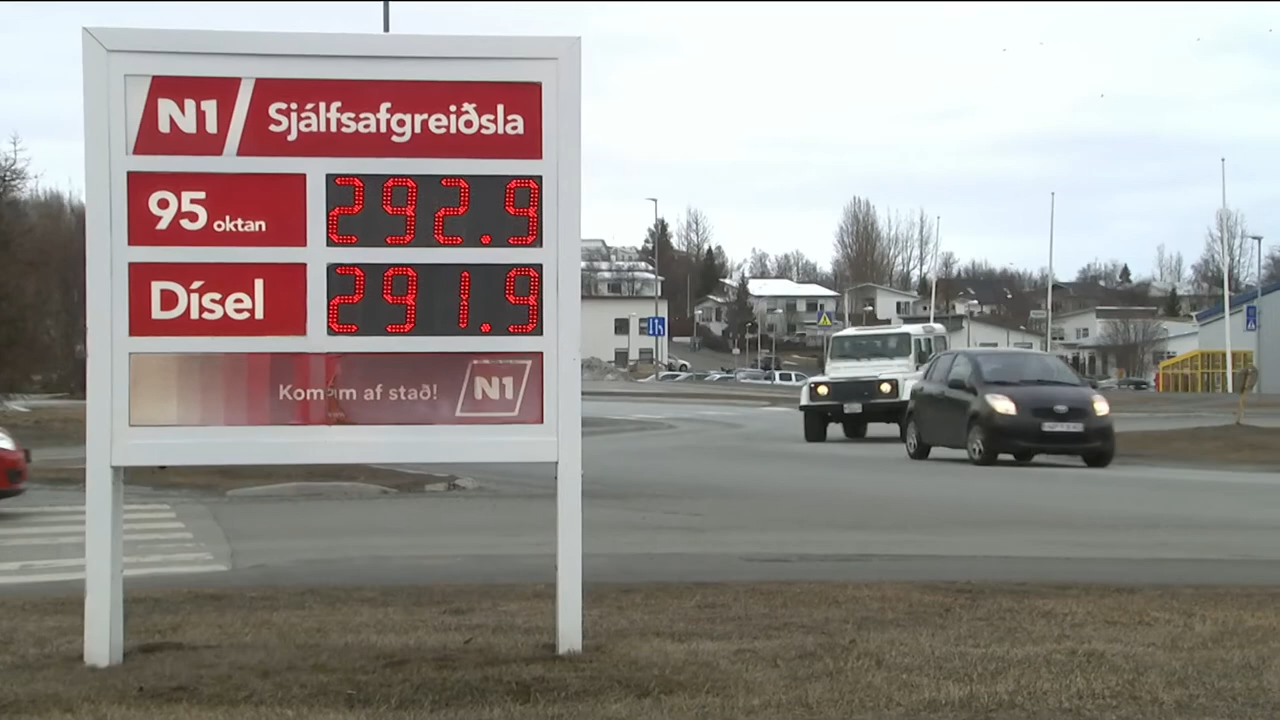 N1 Sjálfsafgreiðsla
95 oktan 292.9
Dísel 291.9
Komum af stað! N1